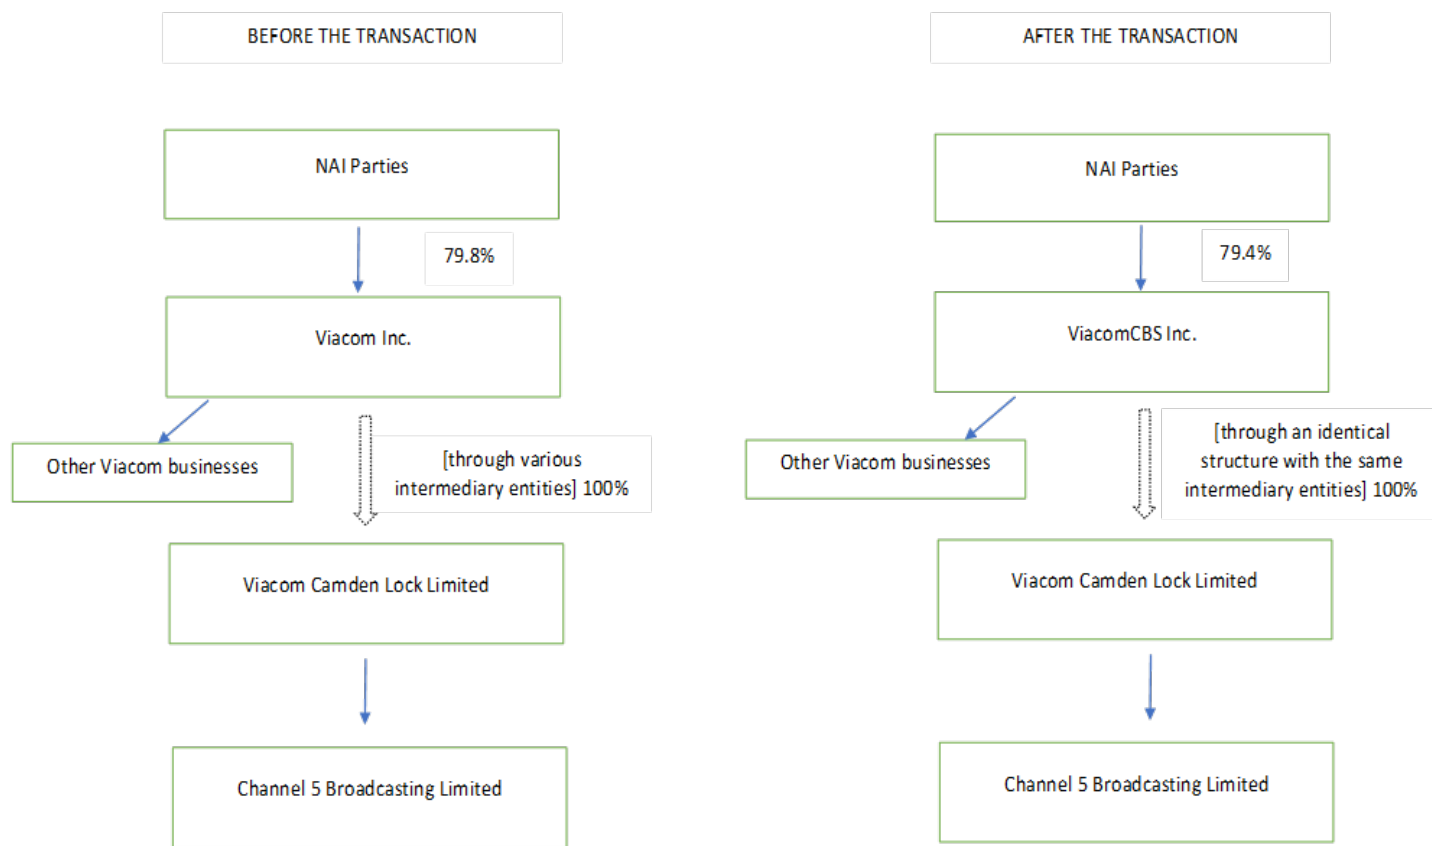 BEFORE THE TRANSACTION
NAI Parties
79.8%
Viacom Inc.
Other Viacom businesses
[through various
intermediary entities] 100%
Viacom Camden Lock Limited
Channel 5 Broadcasting Limited
AFTER THE TRANSACTION
NAI Parties
79.4%
ViacomCBS Inc.
Other Viacom businesses
[through an identical
structure with the same
intermediary entities] 100%
Viacom Camden Lock Limited
Channel 5 Broadcasting Limited